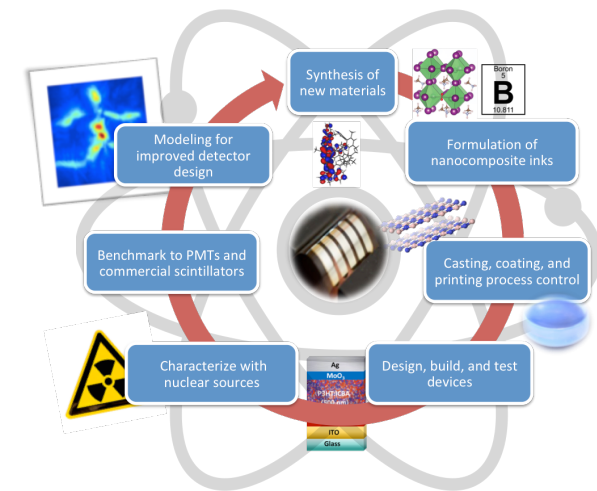 Synthesis of
new materials
Boron
5
B
10.811
Formulation of
nanocomposite inks
Casting, coating, and
printing process control
Design, build, and test
devices
Ag
MoO₃
ITO
Glass
Characterize with
nuclear sources
Benchmark to PMTs and
commercial scintillators
Modeling for
improved detector
design